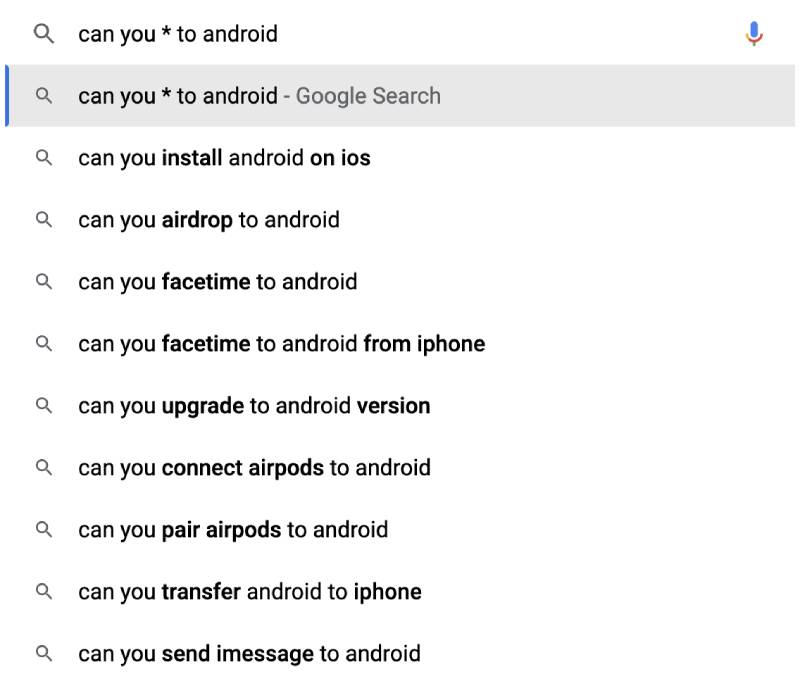 can you * to android
can you * to android - Google Search
can you install android on ios
can you airdrop to android
can you facetime to android
can you facetime to android from iphone
can you upgrade to android version
can you connect airpods to android
can you pair airpods to android
can you transfer android to iphone
can you send imessage to android